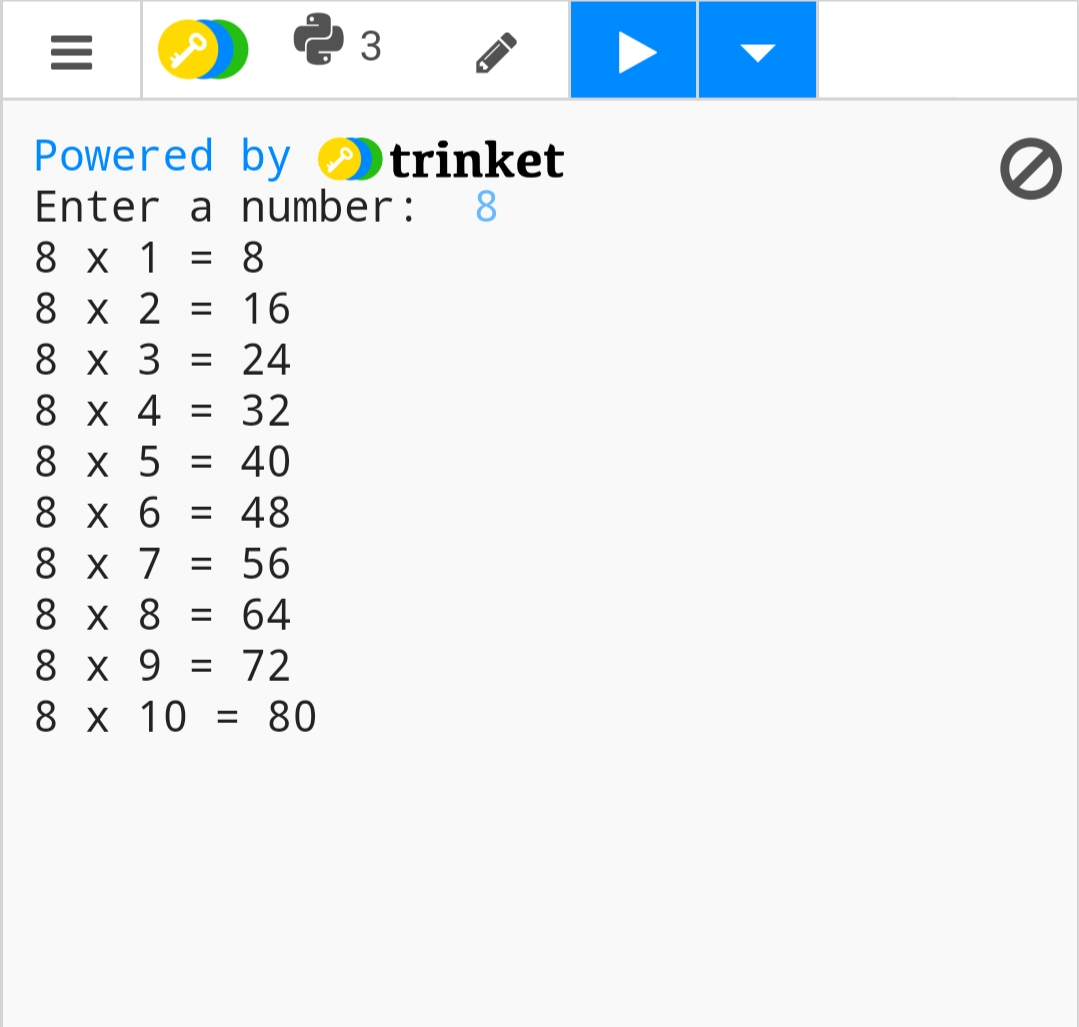 3
Powered by trinket
Enter a number: 8
8 x 1 = 8
8 x 2 = 16
8 x 3 = 24
8 x 4 = 32
8 x 5 = 40
8 x 6 = 48
8 x 7 = 56
8 x 8 = 64
8 x 9 = 72
8 x 10 = 80